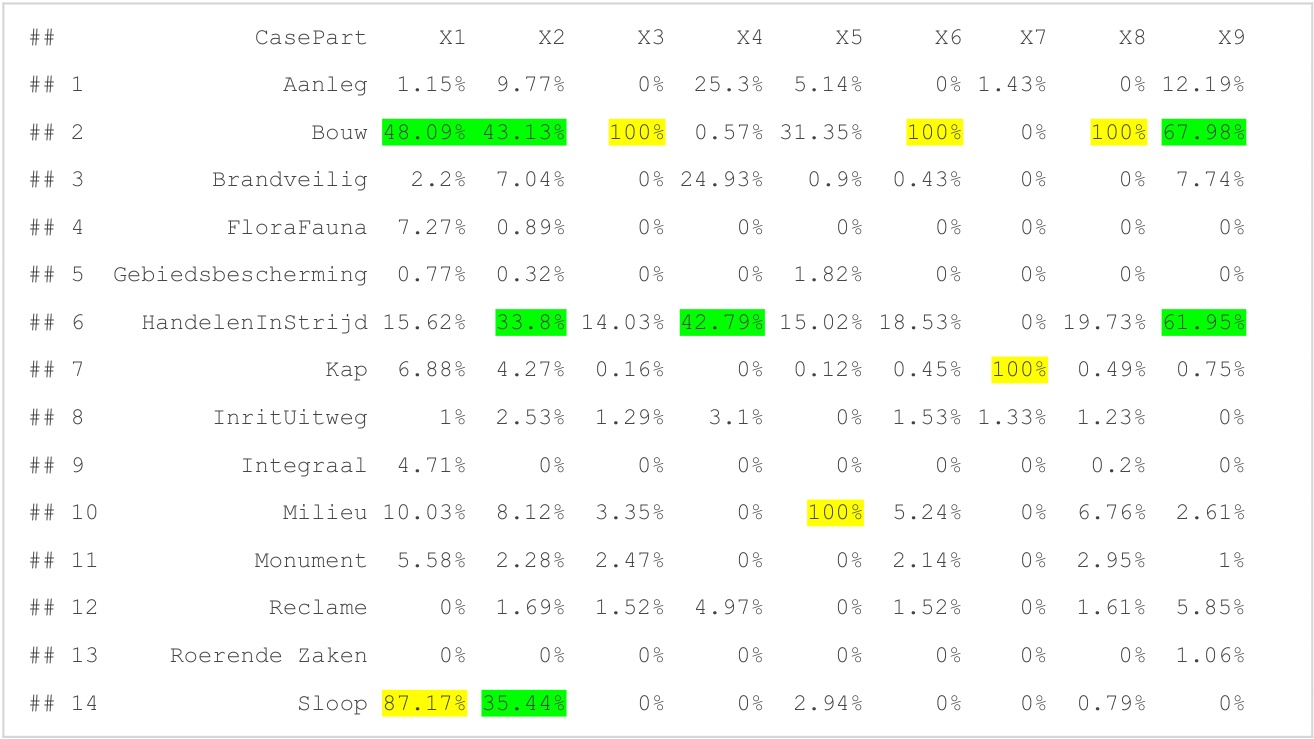 ## CasePart X1 X2 X3 X4 X5 X6 X7 X8 X9
## 1 Aanleg 1.15% 9.77% 0% 25.3% 5.14% 0% 1.43% 0% 12.19%
## 2 Bouw 48.09% 43.13% 100% 0.57% 31.35% 100% 0% 100% 67.98%
## 3 Brandveilig 2.2% 7.04% 0% 24.93% 0.9% 0.43% 0% 0% 7.74%
## 4 FloraFauna 7.27% 0.89% 0% 0% 0% 0% 0% 0% 0%
## 5 Gebiedsbescherming 0.77% 0.32% 0% 0% 1.82% 0% 0% 0% 0%
## 6 HandelenInStrijd 15.62% 33.8% 14.03% 42.79% 15.02% 18.53% 0% 19.73% 61.95%
## 7 Kap 6.88% 4.27% 0.16% 0% 0.12% 0.45% 100% 0.49% 0.75%
## 8 InritUitweg 1% 2.53% 1.29% 3.1% 0% 1.53% 1.33% 1.23% 0%
## 9 Integraal 4.71% 0% 0% 0% 0% 0% 0% 0.2% 0%
## 10 Milieu 10.03% 8.12% 3.35% 0% 100% 5.24% 0% 6.76% 2.61%
## 11 Monument 5.58% 2.28% 2.47% 0% 0% 2.14% 0% 2.95% 1%
## 12 Reclame 0% 1.69% 1.52% 4.97% 0% 1.52% 0% 1.61% 5.85%
## 13 Roerende Zaken 0% 0% 0% 0% 0% 0% 0% 0% 1.06%
## 14 Sloop 87.17% 35.44% 0% 0% 2.94% 0% 0% 0.79% 0%